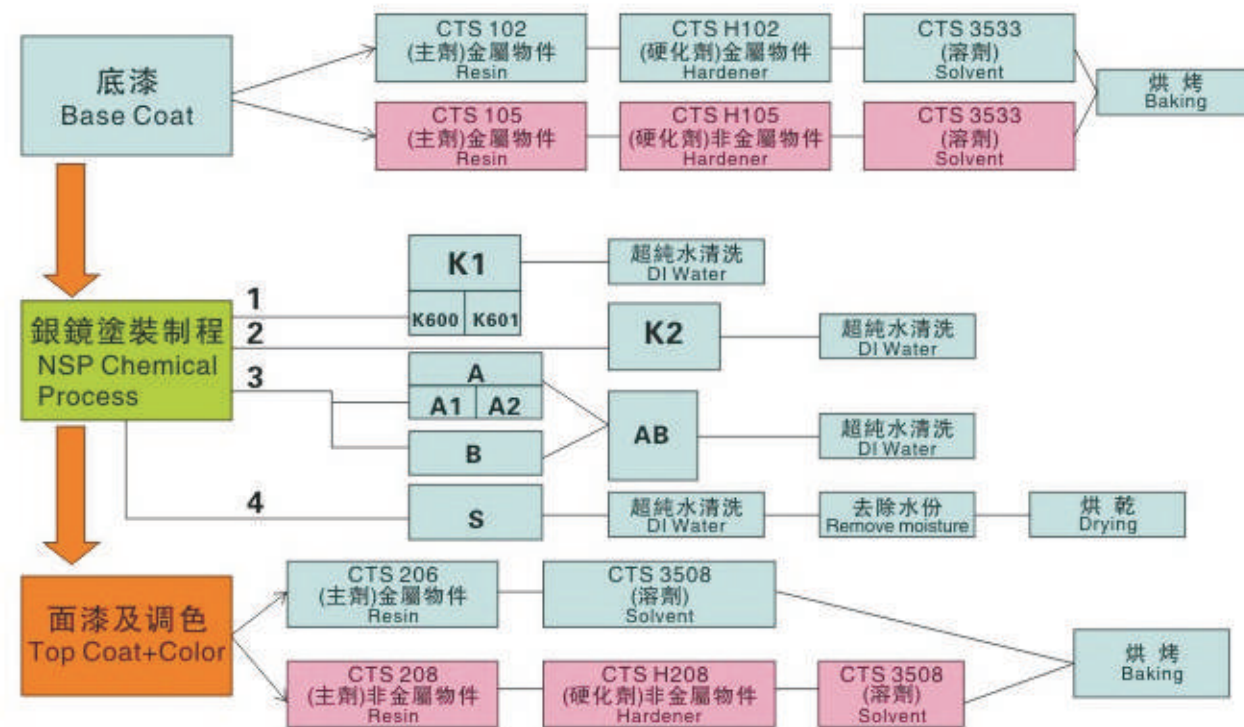 底漆
Base Coat
CTS 102
(主劑)金屬物件
Resin
CTS H102
(硬化劑)金屬物件
Hardener
CTS 3533
(溶劑)
Solvent
烘烤
Baking
CTS 105
(主劑)金屬物件
Resin
CTS H105
(硬化劑)非金屬物件
Hardener
CTS 3533
(溶劑)
Solvent
銀鏡塗裝制程
NSP Chemical
Process
1
K1
K600 K601
超純水清洗
DI Water
2
K2
超純水清洗
DI Water
3
A
A1 A2
B
AB
超純水清洗
DI Water
4
S
超純水清洗
DI Water
去除水份
Remove moisture
烘乾
Drying
面漆及调色
Top Coat+Color
CTS 206
(主劑)金屬物件
Resin
CTS 3508
(溶劑)
Solvent
烘烤
Baking
CTS 208
(主劑)非金屬物件
Resin
CTS H208
(硬化劑)非金屬物件
Hardener
CTS 3508
(溶劑)
Solvent